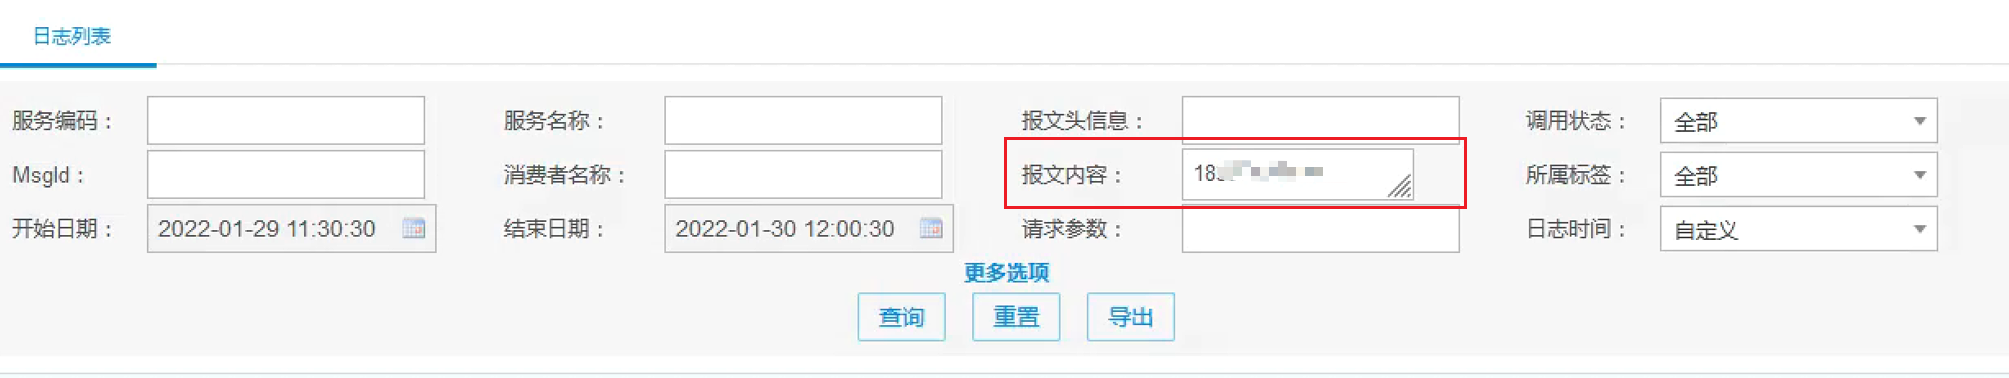 日志列表
服务编码： 服务名称： 报文头信息： 调用状态： 全部
MsgId： 消费者名称： 报文内容： 18 所属标签： 全部
开始日期： 2022-01-29 11:30:30 结束日期： 2022-01-30 12:00:30 请求参数： 日志时间： 自定义
更多选项
查询 重置 导出